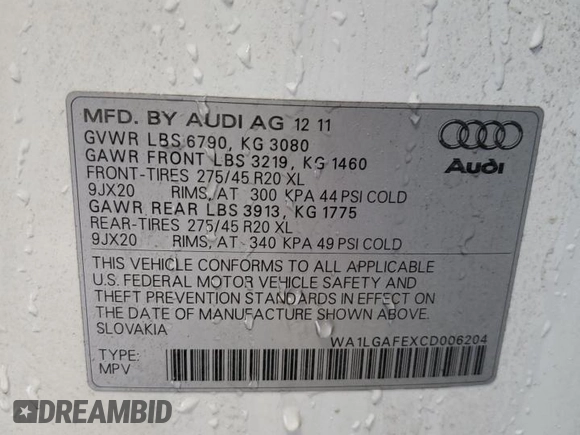 MFD. BY AUDI AG 12 11
GVWR LBS 6790, KG 3080
GAWR FRONT LBS 3219, KG 1460
FRONT-TIRES 275/45 R20 XL
9JX20 RIMS, AT 300 KPA 44 PSI COLD
GAWR REAR LBS 3913, KG 1775
REAR-TIRES 275/45 R20 XL
9JX20 RIMS, AT 340 KPA 49 PSI COLD
Audi
THIS VEHICLE CONFORMS TO ALL APPLICABLE
U.S. FEDERAL MOTOR VEHICLE SAFETY AND
THEFT PREVENTION STANDARDS IN EFFECT ON
THE DATE OF MANUFACTURE SHOWN ABOVE.
SLOVAKIA
WA1LGAFEXCD006204
TYPE:
MPV
DREAMBID